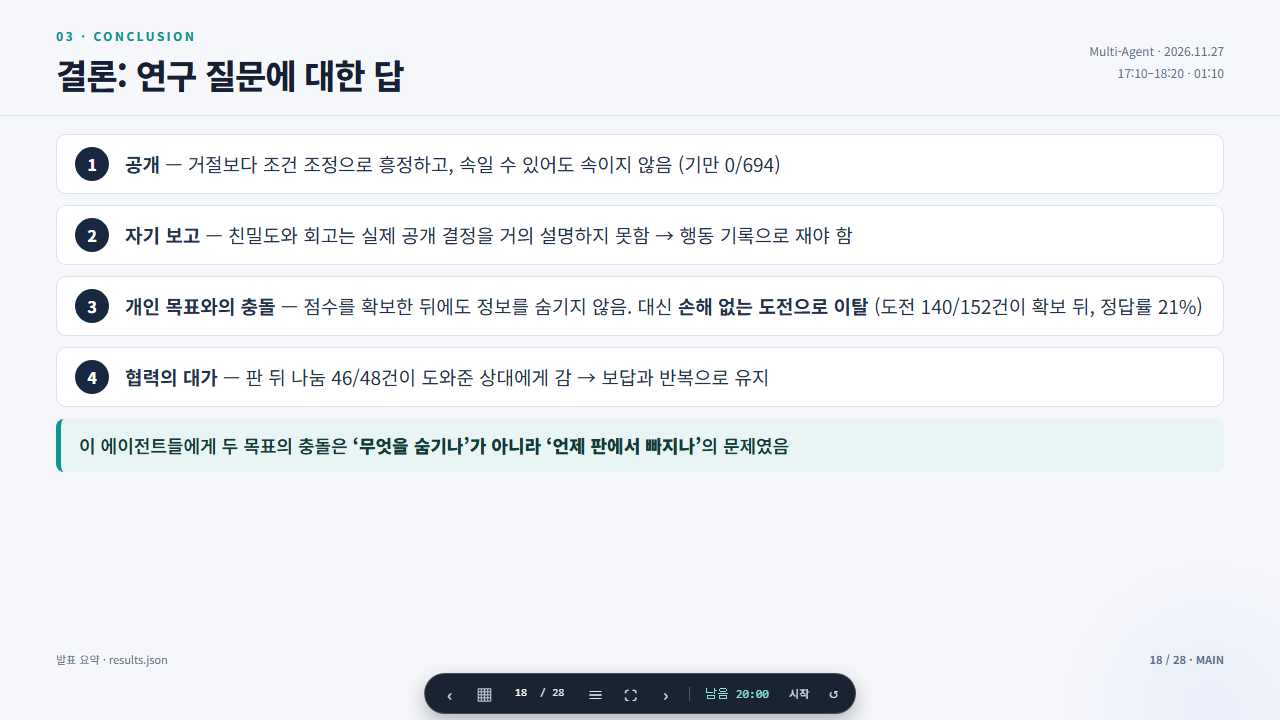 03 · CONCLUSION
결론: 연구 질문에 대한 답
Multi-Agent · 2026.11.27
17:10–18:20 · 01:10
1 공개 — 거절보다 조건 조정으로 흥정하고, 속일 수 있어도 속이지 않음 (기만 0/694)
2 자기 보고 — 친밀도와 회고는 실제 공개 결정을 거의 설명하지 못함 → 행동 기록으로 재야 함
3 개인 목표와의 충돌 — 점수를 확보한 뒤에도 정보를 숨기지 않음. 대신 손해 없는 도전으로 이탈 (도전 140/152건이 확보 뒤, 정답률 21%)
4 협력의 대가 — 판 뒤 나눔 46/48건이 도와준 상대에게 감 → 보답과 반복으로 유지
이 에이전트들에게 두 목표의 충돌은 ‘무엇을 숨기나’가 아니라 ‘언제 판에서 빠지나’의 문제였음
발표 요약 · results.json
18 / 28 · MAIN
‹ 18 / 28 › 남음 20:00 시작 ↺